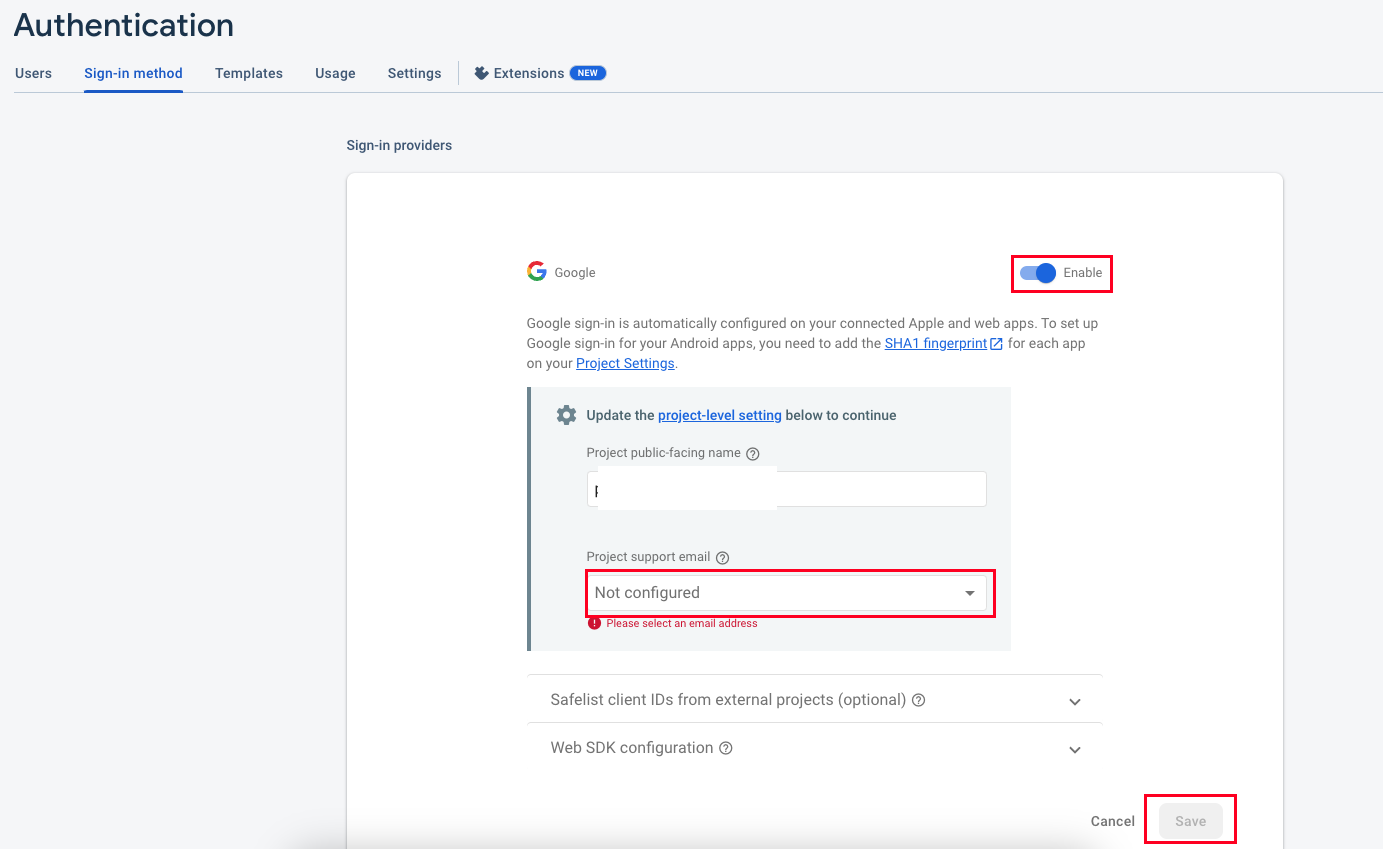 Authentication
Users Sign-in method Templates Usage Settings Extensions NEW
Sign-in providers
Google Enable
Google sign-in is automatically configured on your connected Apple and web apps. To set up
Google sign-in for your Android apps, you need to add the SHA1 fingerprint for each app
on your Project Settings.
Update the project-level setting below to continue
Project public-facing name
Project support email
Not configured
Please select an email address
Safelist client IDs from external projects (optional)
Web SDK configuration
Cancel Save